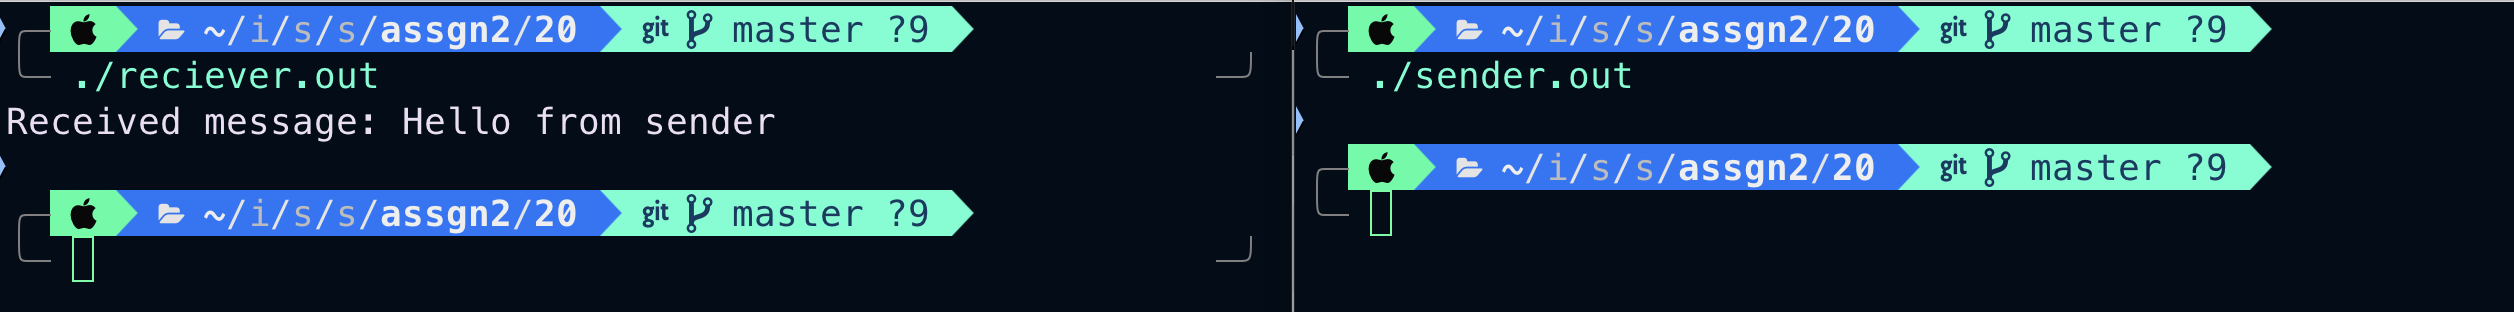 ~/i/s/s/assgn2/20 git master ?9
./reciever.out
Received message: Hello from sender
~/i/s/s/assgn2/20 git master ?9
~/i/s/s/assgn2/20 git master ?9
./sender.out
~/i/s/s/assgn2/20 git master ?9